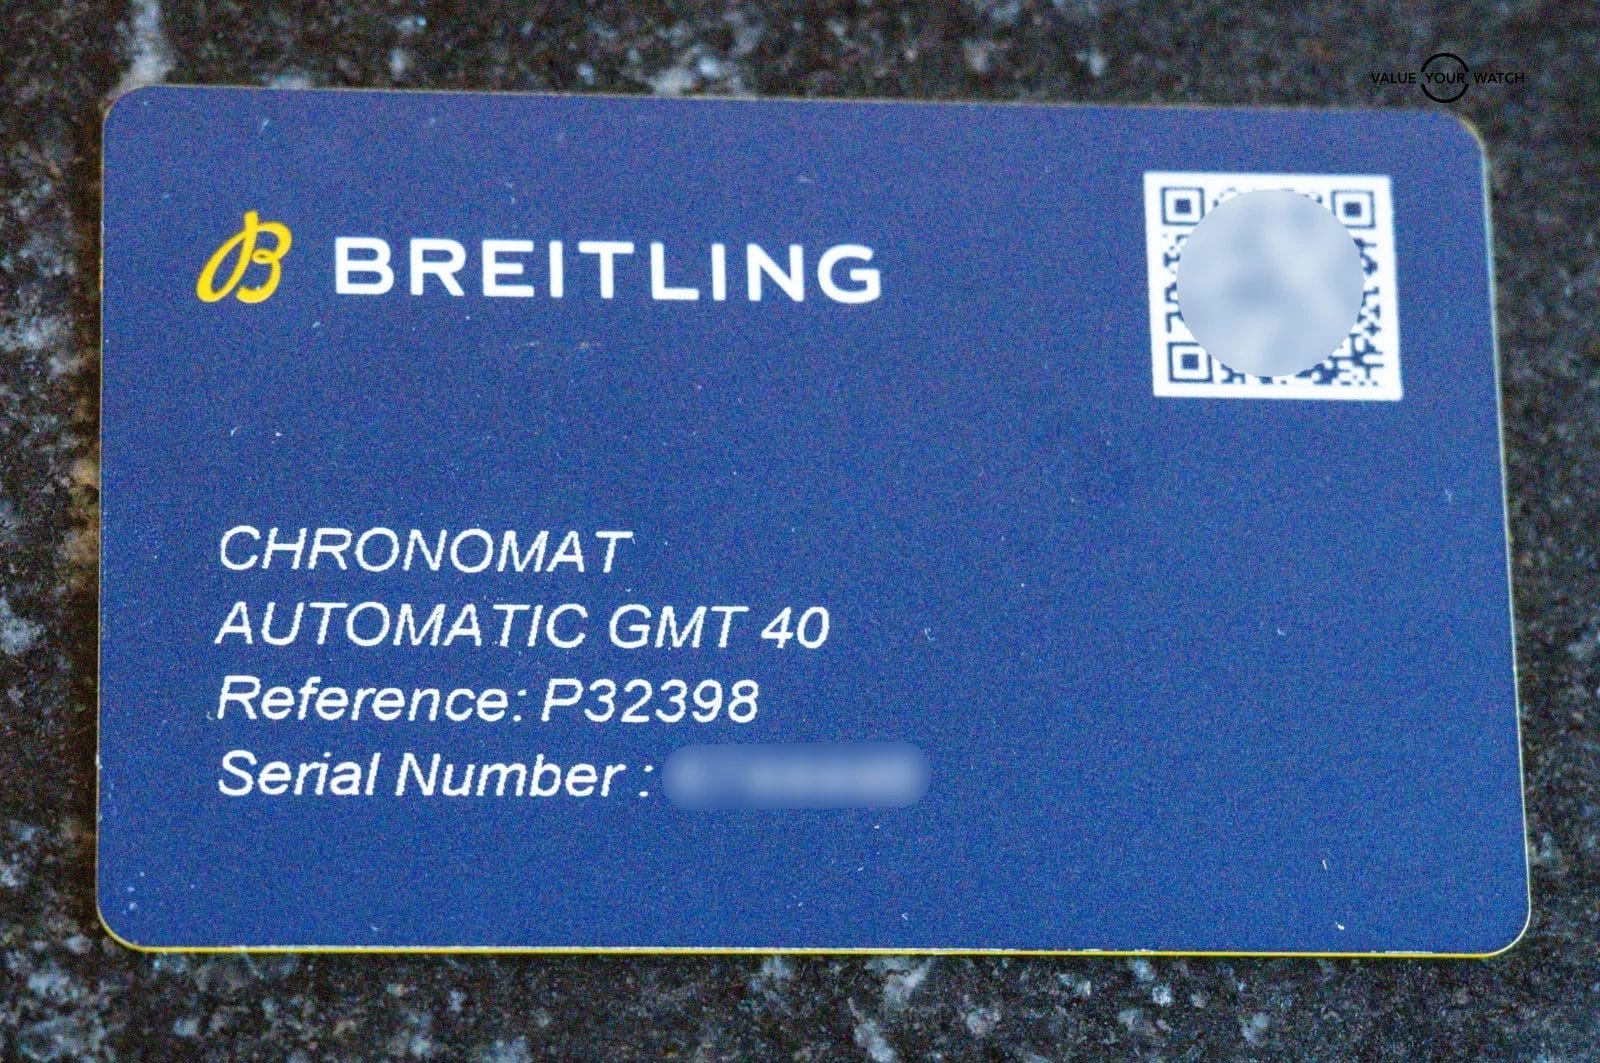 VALUE YOUR WATCH
BREITLING
CHRONOMAT
AUTOMATIC GMT 40
Reference: P32398
Serial Number :